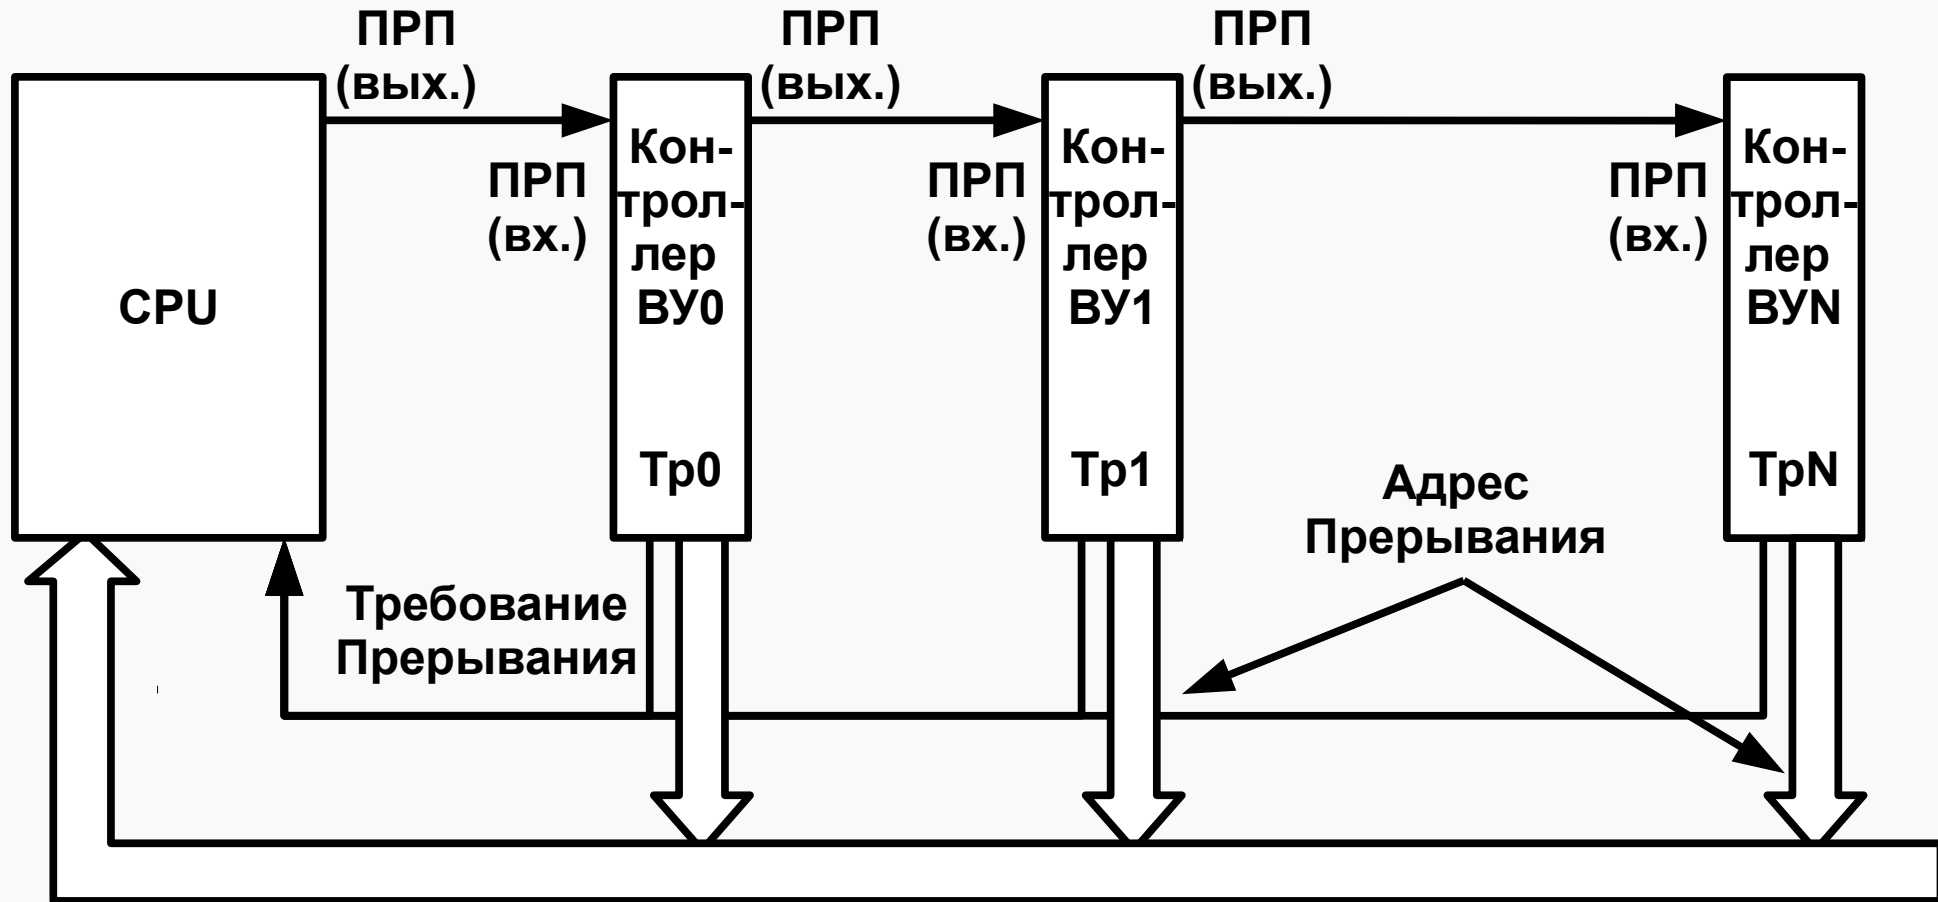 ПРП
(вых.)
ПРП
(вых.)
ПРП
(вых.)
CPU
ПРП
(вх.)
Кон-
трол-
лер
ВУ0
Тр0
ПРП
(вх.)
Кон-
трол-
лер
ВУ1
Тр1
ПРП
(вх.)
Кон-
трол-
лер
ВУN
ТрN
Адрес
Прерывания
Требование
Прерывания